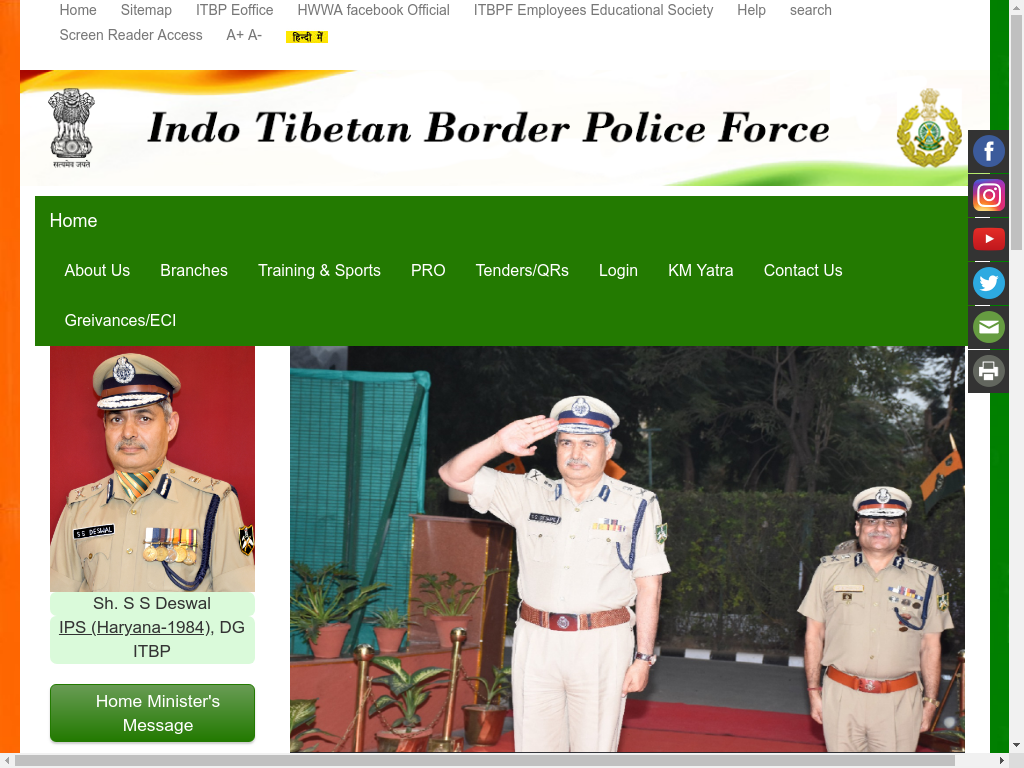 Home Sitemap ITBP Eoffice HWWA facebook Official ITBPF Employees Educational Society Help search
Screen Reader Access A+ A- हिन्दी में
सत्यमेव जयते
Indo Tibetan Border Police Force
Home
About Us Branches Training & Sports PRO Tenders/QRs Login KM Yatra Contact Us
Greivances/ECI
S S DESWAL
S S DESWAL
Sh. S S Deswal
IPS (Haryana-1984), DG
ITBP
Home Minister's
Message